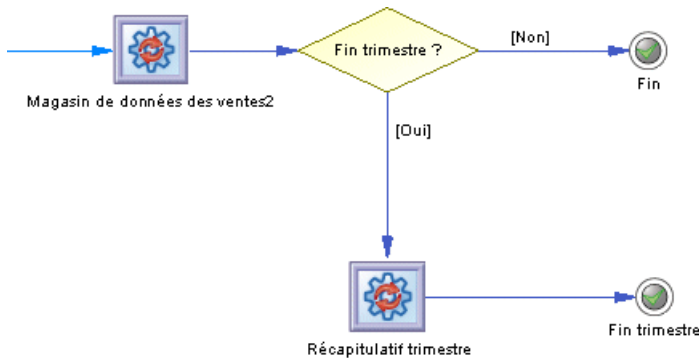 Fin trimestre ?
[Non]
Fin
Magasin de données des ventes2
[Oui]
Récapitulatif trimestre
Fin trimestre